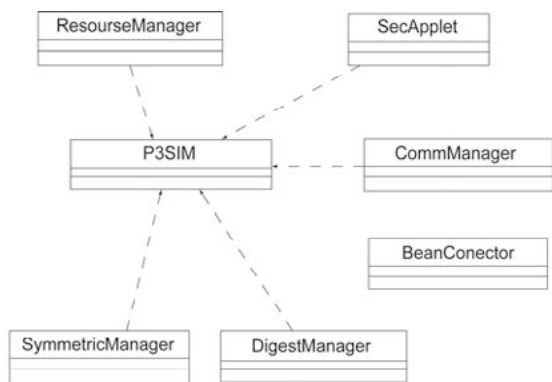 ResourseManager
SecApplet
P3SIM
CommManager
BeanConector
SymmetricManager
DigestManager